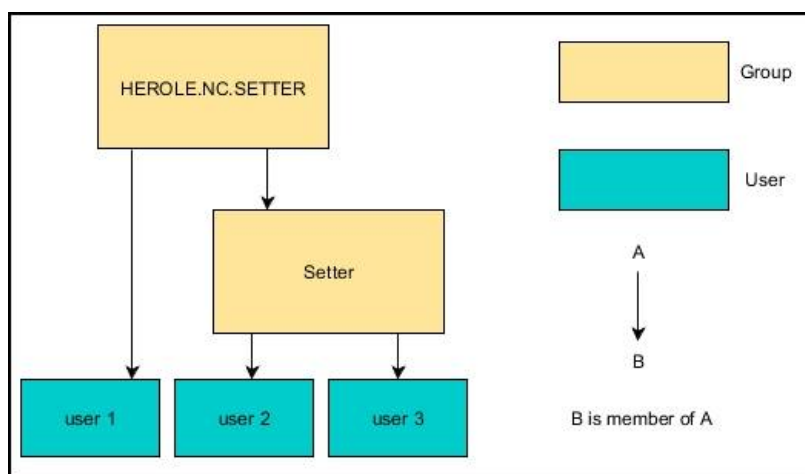 HEROLE.NC.SETTER
Group
User
Setter
A
B
user 1
user 2
user 3
B is member of A